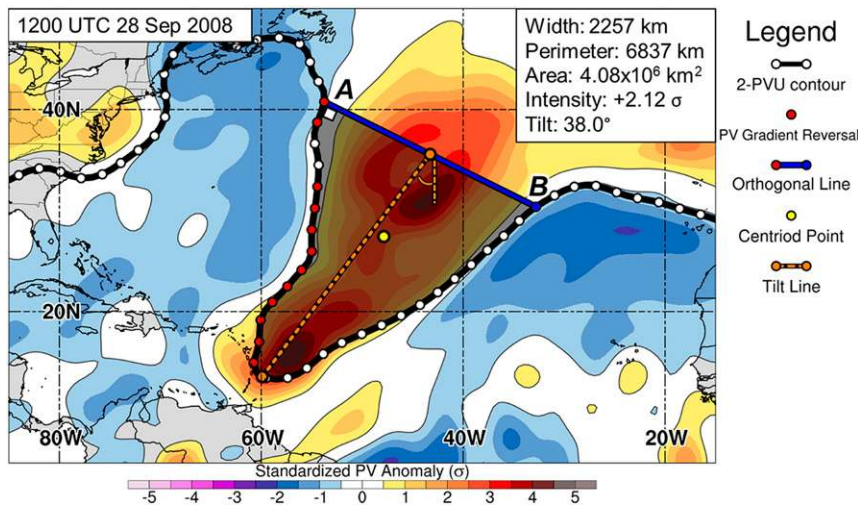 1200 UTC 28 Sep 2008
Width: 2257 km
Perimeter: 6837 km
Area: 4.08x10⁶ km²
Intensity: +2.12 σ
Tilt: 38.0°
Legend
2-PVU contour
PV Gradient Reversal
Orthogonal Line
Centriod Point
Tilt Line
A
B
40N
20N
80W 60W 40W 20W
Standardized PV Anomaly (σ)
-5 -4 -3 -2 -1 0 1 2 3 4 5